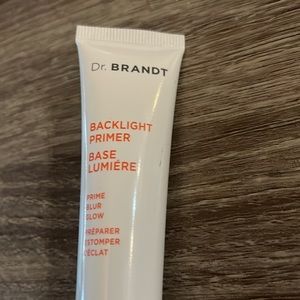 Dr. BRANDT
BACKLIGHT
PRIMER
BASE
LUMIÈRE
PRIME
BLUR
GLOW
PRÉPARER
ESTOMPER
ÉCLAT